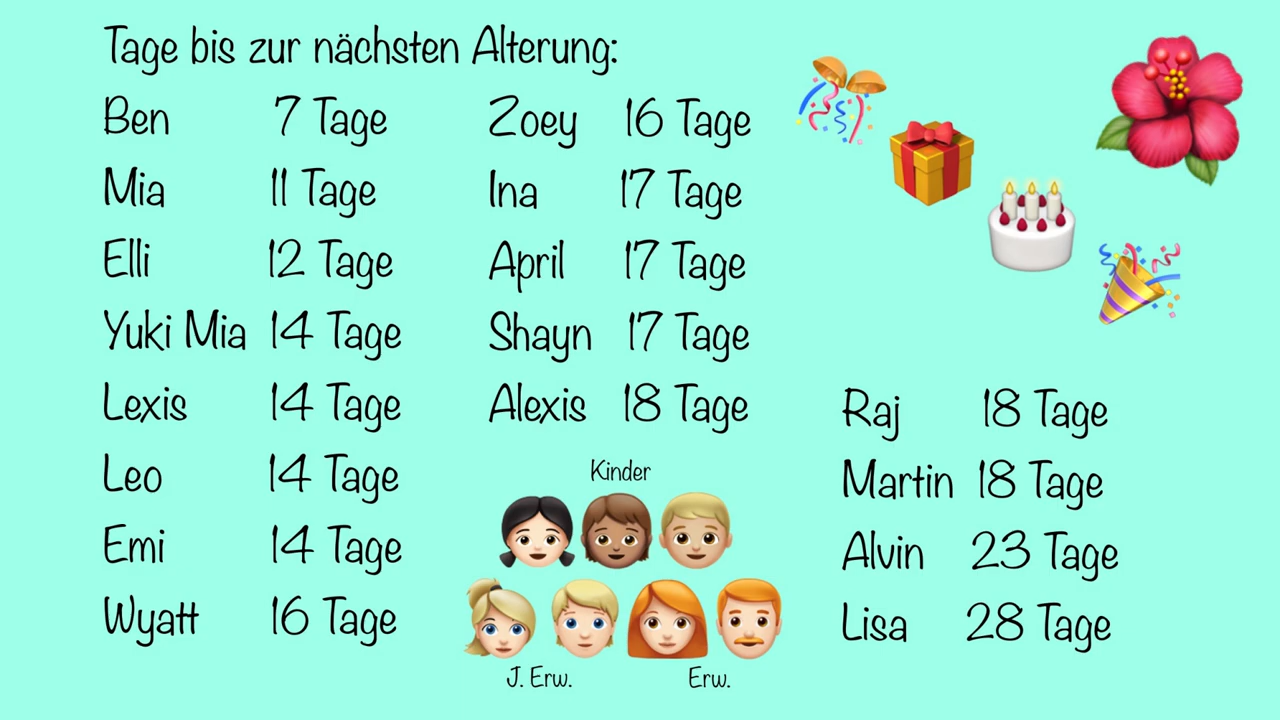 Tage bis zur nächsten Alterung:
Ben 7 Tage
Mia 11 Tage
Elli 12 Tage
Yuki Mia 14 Tage
Lexis 14 Tage
Leo 14 Tage
Emi 14 Tage
Wyatt 16 Tage
Zoey 16 Tage
Ina 17 Tage
April 17 Tage
Shayn 17 Tage
Alexis 18 Tage
Kinder
J. Erw. Erw.
Raj 18 Tage
Martin 18 Tage
Alvin 23 Tage
Lisa 28 Tage